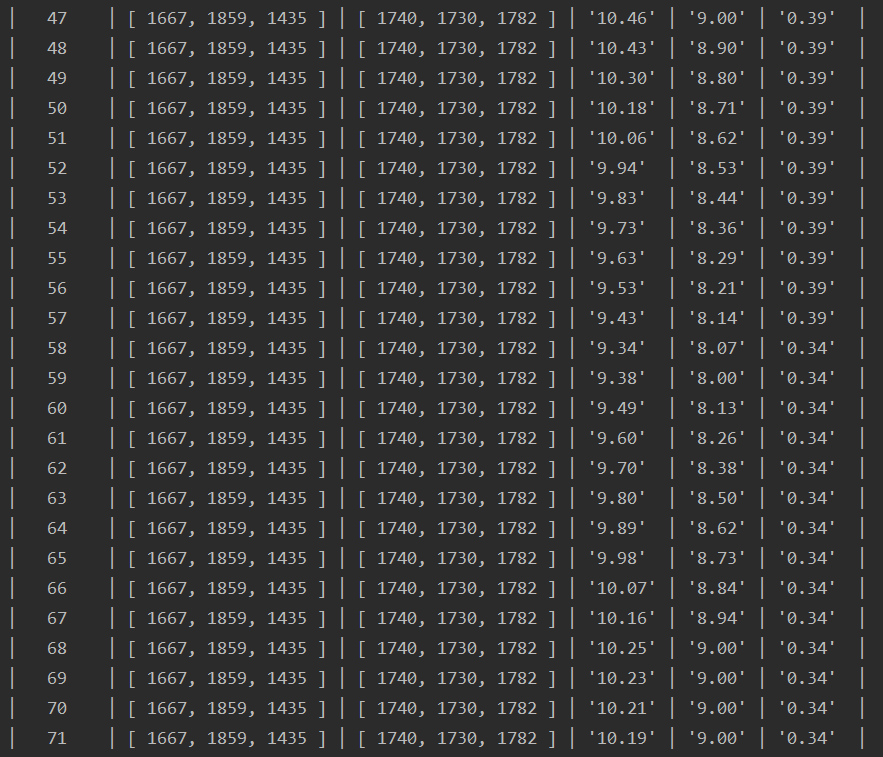 | 47 | [ 1667, 1859, 1435 ] | [ 1740, 1730, 1782 ] | '10.46' | '9.00' | '0.39' |
| 48 | [ 1667, 1859, 1435 ] | [ 1740, 1730, 1782 ] | '10.43' | '8.90' | '0.39' |
| 49 | [ 1667, 1859, 1435 ] | [ 1740, 1730, 1782 ] | '10.30' | '8.80' | '0.39' |
| 50 | [ 1667, 1859, 1435 ] | [ 1740, 1730, 1782 ] | '10.18' | '8.71' | '0.39' |
| 51 | [ 1667, 1859, 1435 ] | [ 1740, 1730, 1782 ] | '10.06' | '8.62' | '0.39' |
| 52 | [ 1667, 1859, 1435 ] | [ 1740, 1730, 1782 ] | '9.94' | '8.53' | '0.39' |
| 53 | [ 1667, 1859, 1435 ] | [ 1740, 1730, 1782 ] | '9.83' | '8.44' | '0.39' |
| 54 | [ 1667, 1859, 1435 ] | [ 1740, 1730, 1782 ] | '9.73' | '8.36' | '0.39' |
| 55 | [ 1667, 1859, 1435 ] | [ 1740, 1730, 1782 ] | '9.63' | '8.29' | '0.39' |
| 56 | [ 1667, 1859, 1435 ] | [ 1740, 1730, 1782 ] | '9.53' | '8.21' | '0.39' |
| 57 | [ 1667, 1859, 1435 ] | [ 1740, 1730, 1782 ] | '9.43' | '8.14' | '0.39' |
| 58 | [ 1667, 1859, 1435 ] | [ 1740, 1730, 1782 ] | '9.34' | '8.07' | '0.34' |
| 59 | [ 1667, 1859, 1435 ] | [ 1740, 1730, 1782 ] | '9.38' | '8.00' | '0.34' |
| 60 | [ 1667, 1859, 1435 ] | [ 1740, 1730, 1782 ] | '9.49' | '8.13' | '0.34' |
| 61 | [ 1667, 1859, 1435 ] | [ 1740, 1730, 1782 ] | '9.60' | '8.26' | '0.34' |
| 62 | [ 1667, 1859, 1435 ] | [ 1740, 1730, 1782 ] | '9.70' | '8.38' | '0.34' |
| 63 | [ 1667, 1859, 1435 ] | [ 1740, 1730, 1782 ] | '9.80' | '8.50' | '0.34' |
| 64 | [ 1667, 1859, 1435 ] | [ 1740, 1730, 1782 ] | '9.89' | '8.62' | '0.34' |
| 65 | [ 1667, 1859, 1435 ] | [ 1740, 1730, 1782 ] | '9.98' | '8.73' | '0.34' |
| 66 | [ 1667, 1859, 1435 ] | [ 1740, 1730, 1782 ] | '10.07' | '8.84' | '0.34' |
| 67 | [ 1667, 1859, 1435 ] | [ 1740, 1730, 1782 ] | '10.16' | '8.94' | '0.34' |
| 68 | [ 1667, 1859, 1435 ] | [ 1740, 1730, 1782 ] | '10.25' | '9.00' | '0.34' |
| 69 | [ 1667, 1859, 1435 ] | [ 1740, 1730, 1782 ] | '10.23' | '9.00' | '0.34' |
| 70 | [ 1667, 1859, 1435 ] | [ 1740, 1730, 1782 ] | '10.21' | '9.00' | '0.34' |
| 71 | [ 1667, 1859, 1435 ] | [ 1740, 1730, 1782 ] | '10.19' | '9.00' | '0.34' |